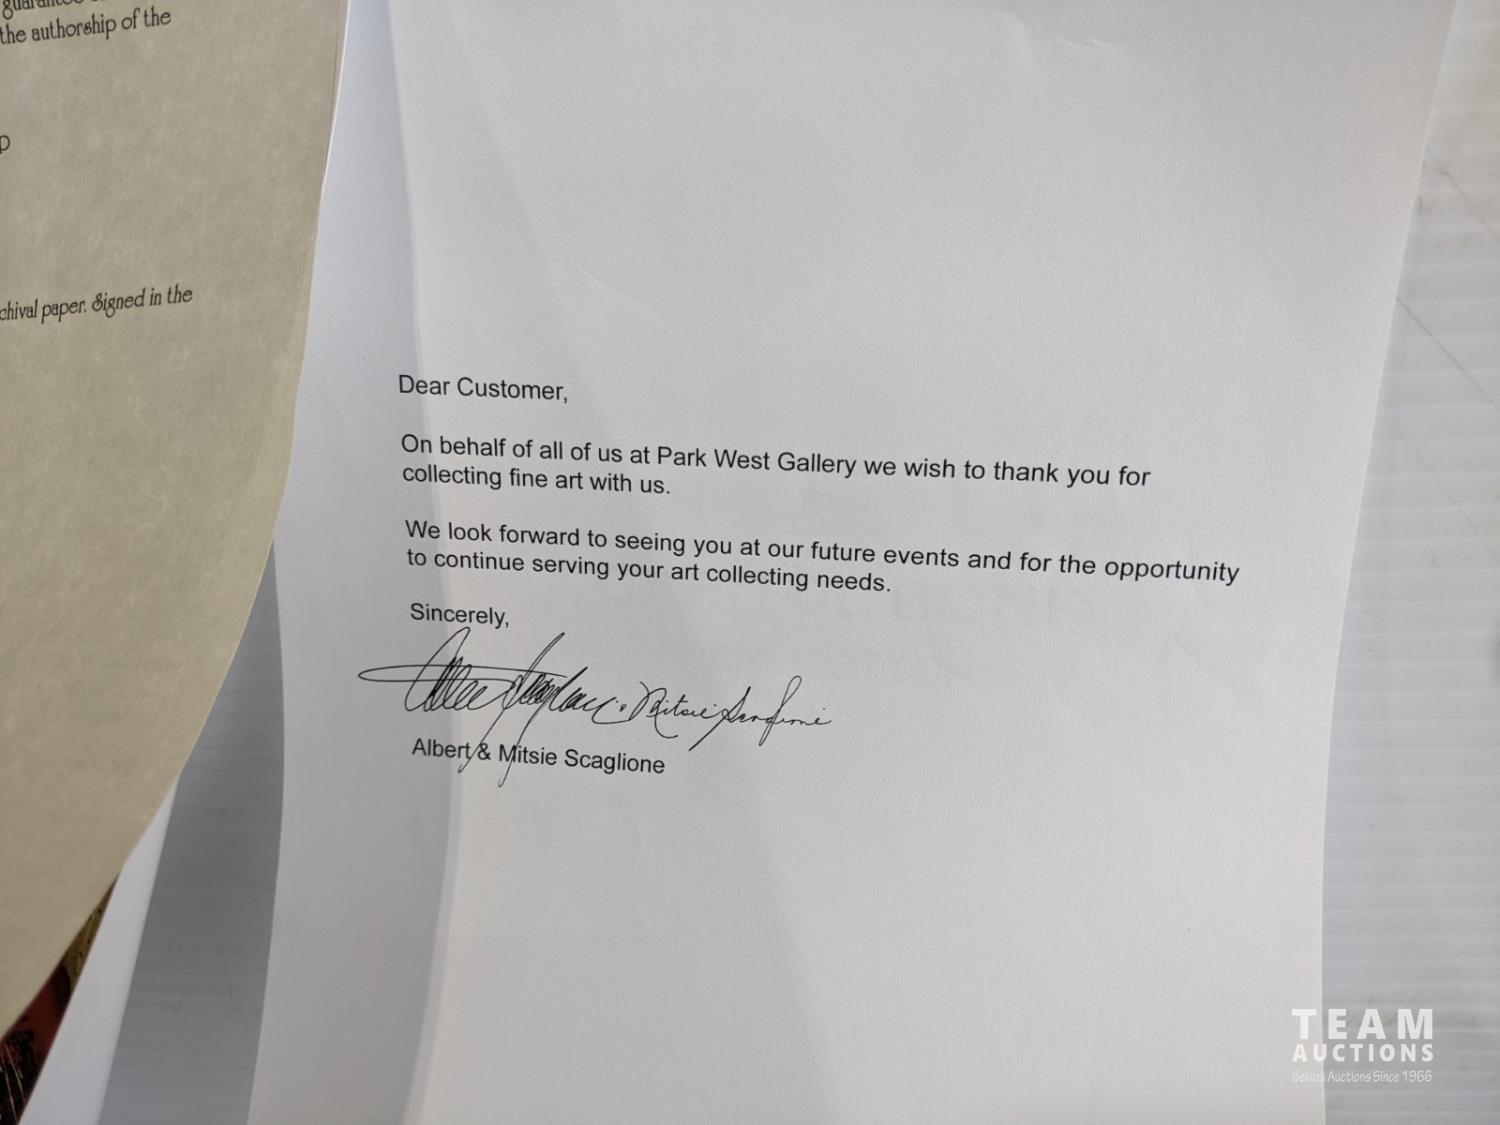 the authorship of the
chival paper. Signed in the
Dear Customer,
On behalf of all of us at Park West Gallery we wish to thank you for
collecting fine art with us.
We look forward to seeing you at our future events and for the opportunity
to continue serving your art collecting needs.
Sincerely,
Albert & Mitsie Scaglione
TEAM
AUCTIONS
Sekura Auctions Since 1966